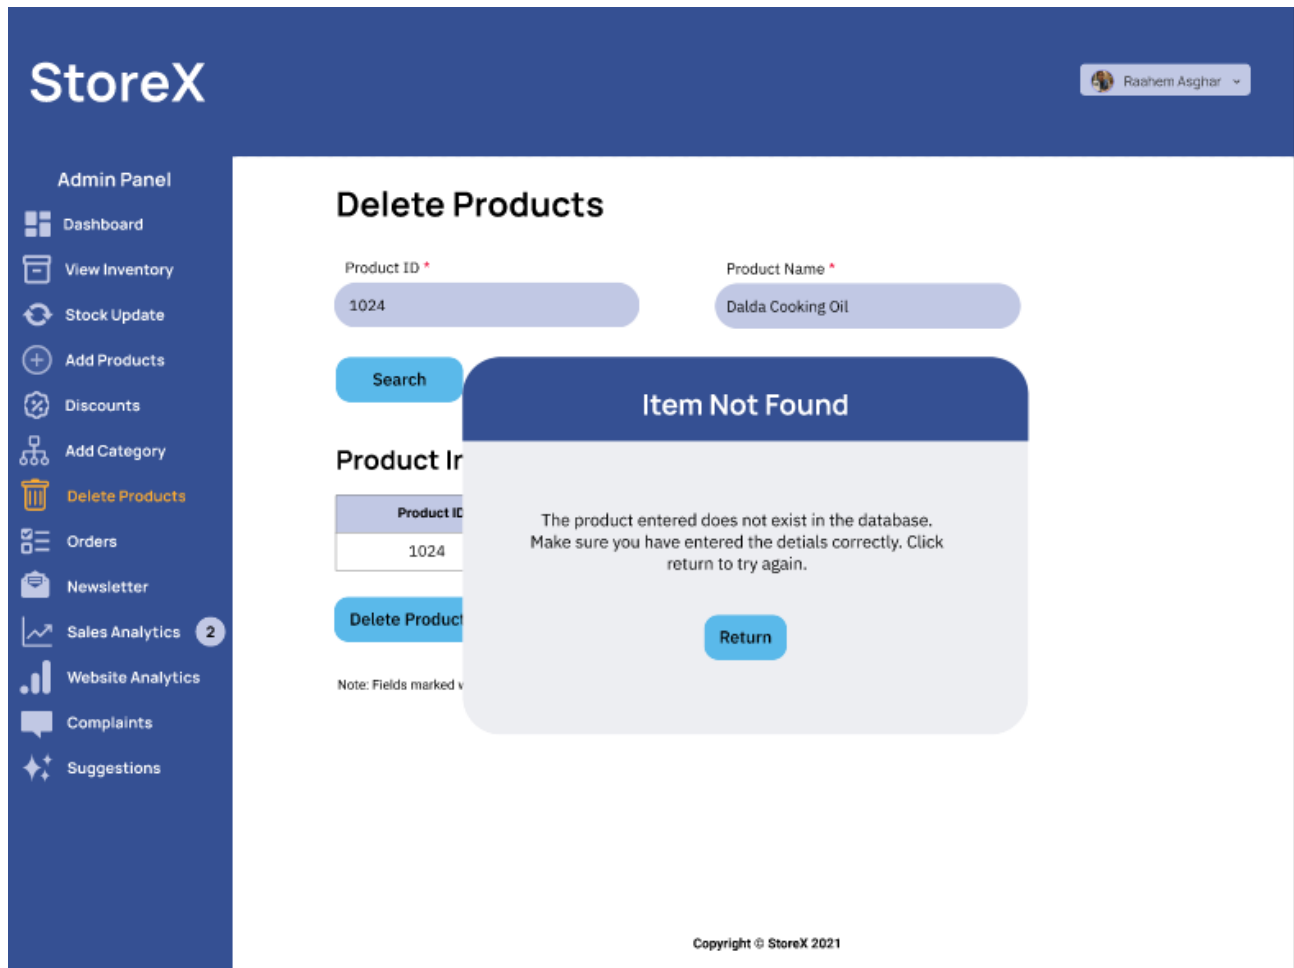 StoreX
Raahem Asghar
Admin Panel
Dashboard
View Inventory
Stock Update
Add Products
Discounts
Add Category
Delete Products
Orders
Newsletter
Sales Analytics 2
Website Analytics
Complaints
Suggestions
Delete Products
Product ID *
Product Name *
1024
Dalda Cooking Oil
Search
Product
Product ID
1024
Delete Product
Note: Fields marked
Item Not Found
The product entered does not exist in the database.
Make sure you have entered the detials correctly. Click
return to try again.
Return
Copyright © StoreX 2021